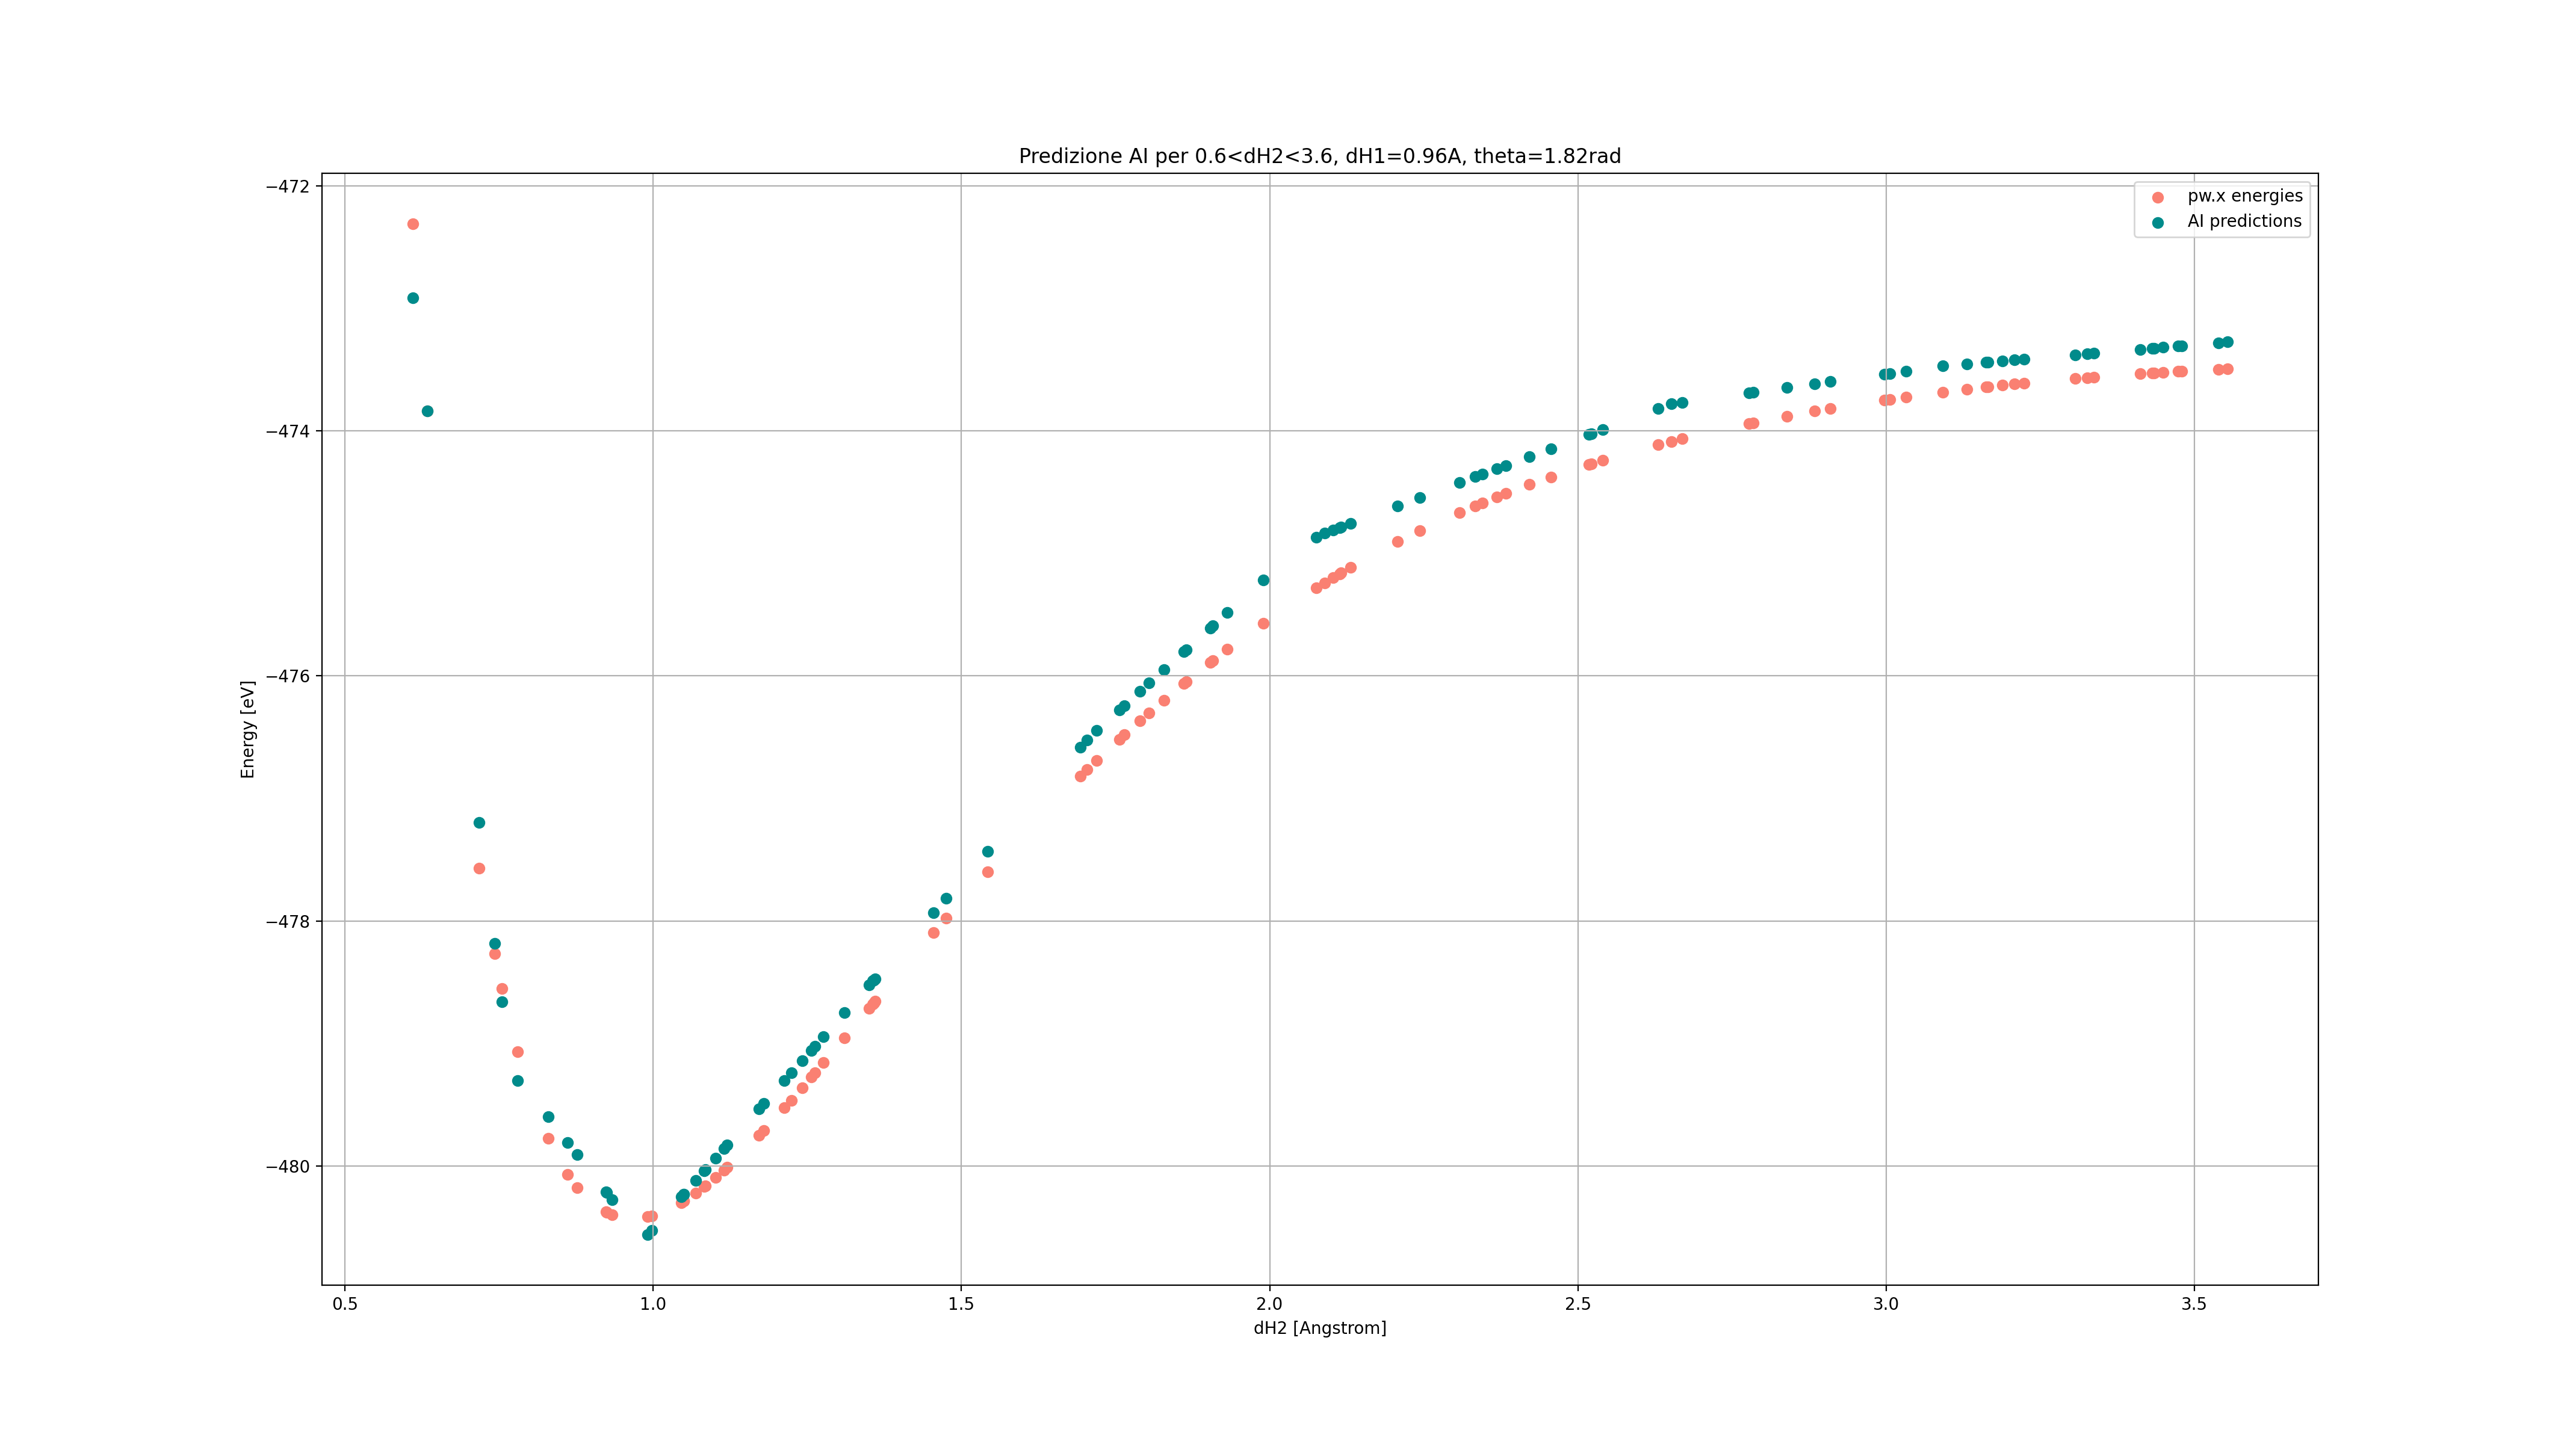 Predizione AI per 0.6<dH2<3.6, dH1=0.96A, theta=1.82rad
pw.x energies
AI predictions
−472
−474
−476
−478
−480
Energy [eV]
0.5 1.0 1.5 2.0 2.5 3.0 3.5
dH2 [Angstrom]